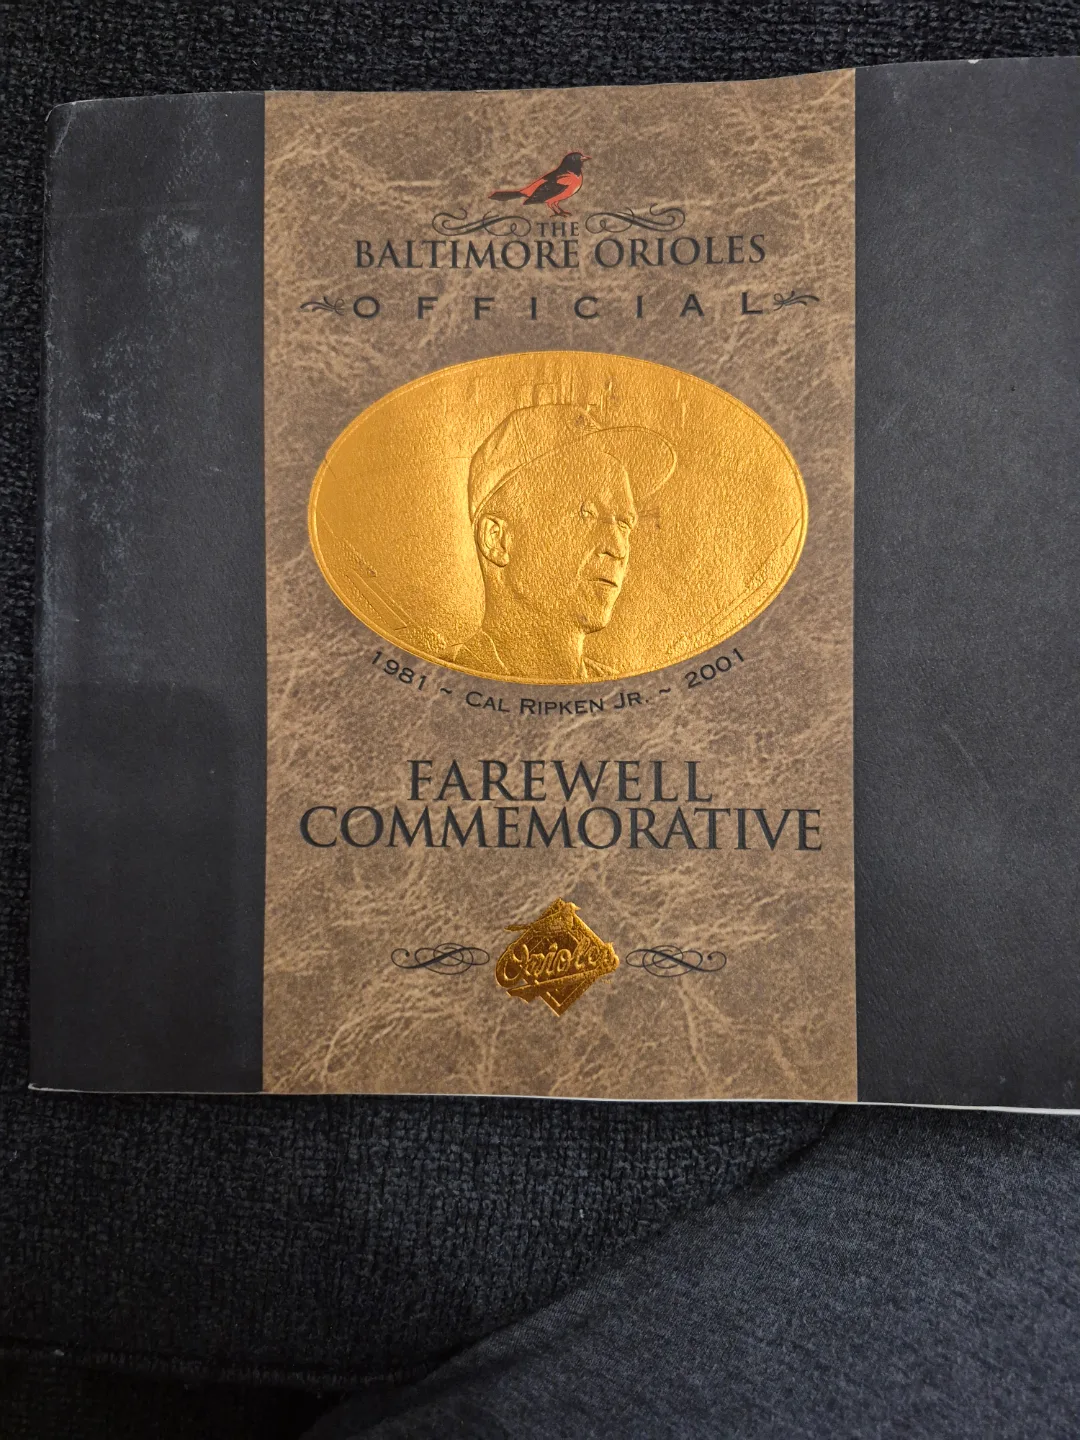 THE
BALTIMORE ORIOLES
OFFICIAL
1981 ~ CAL RIPKEN JR. ~ 2001
FAREWELL
COMMEMORATIVE
Orioles